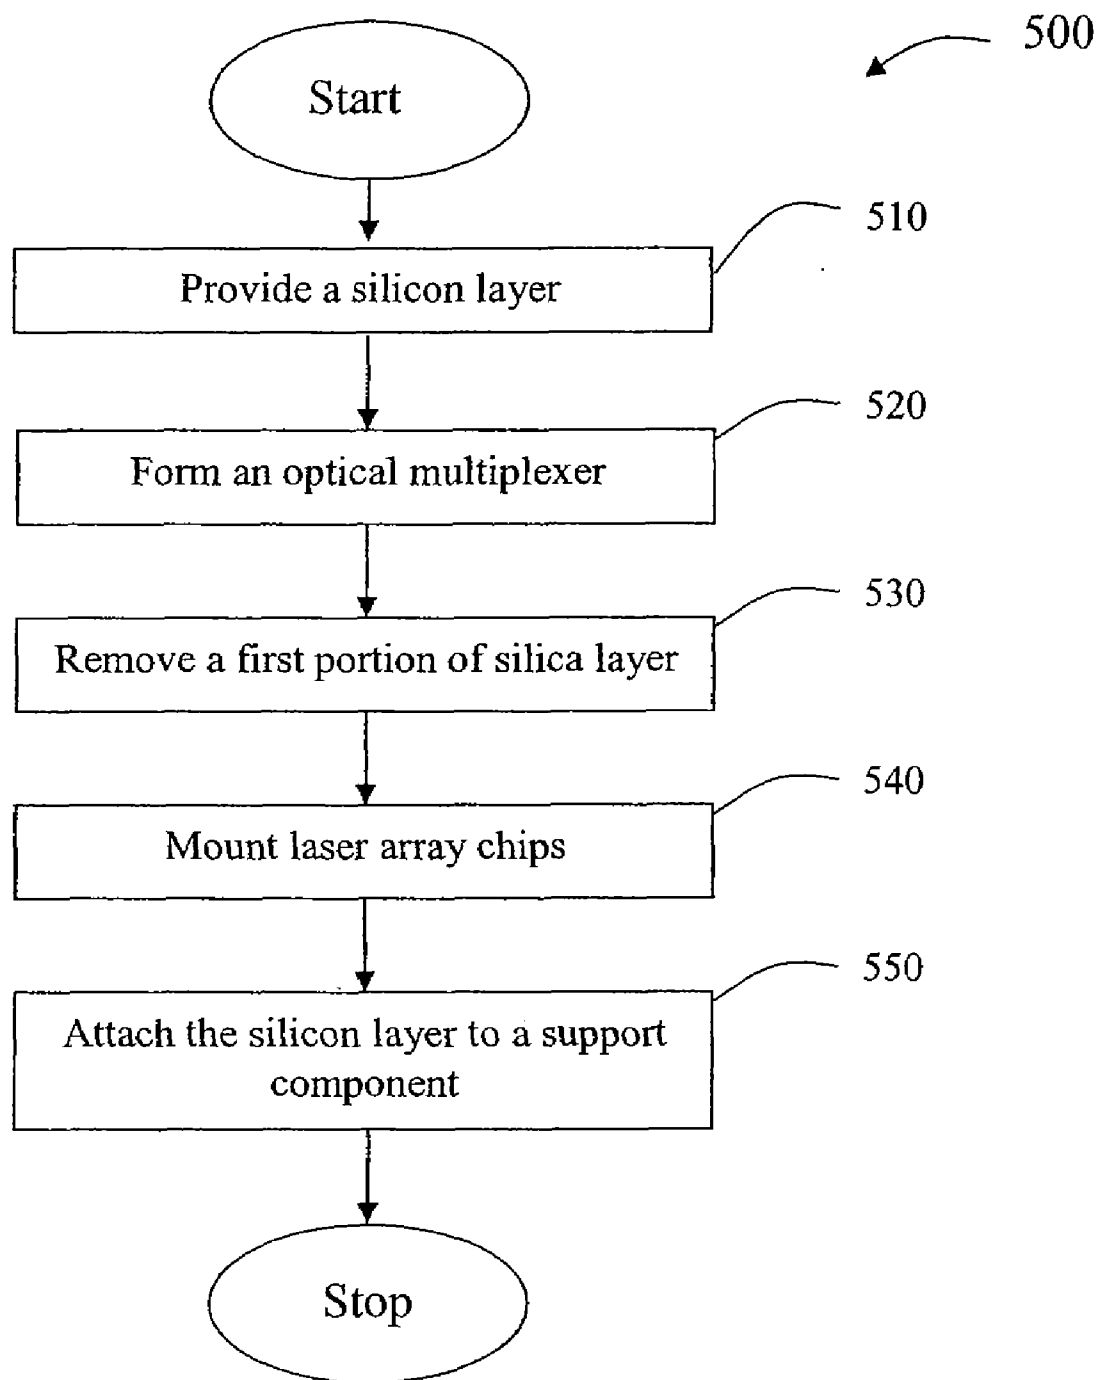 500
Start
510
Provide a silicon layer
520
Form an optical multiplexer
530
Remove a first portion of silica layer
540
Mount laser array chips
550
Attach the silicon layer to a support
component
Stop